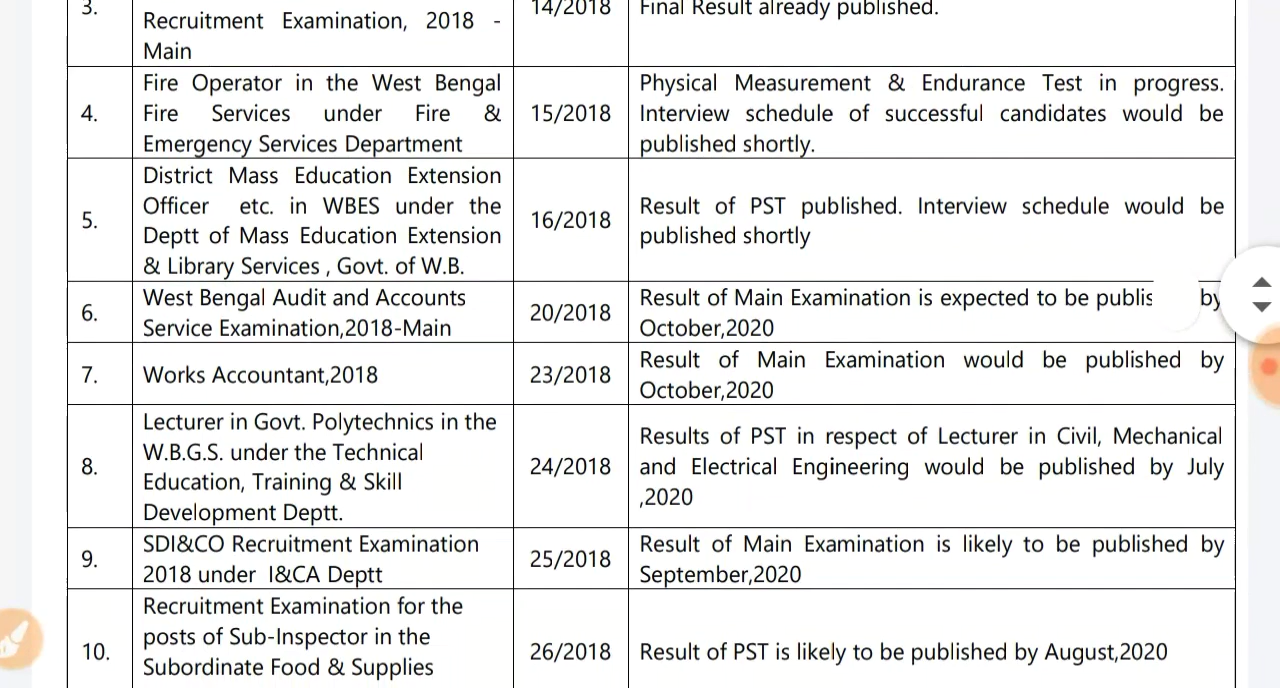 3.
Recruitment Examination, 2018 -
Main
14/2018
Final Result already published.
4.
Fire Operator in the West Bengal
Fire Services under Fire &
Emergency Services Department
15/2018
Physical Measurement & Endurance Test in progress.
Interview schedule of successful candidates would be
published shortly.
5.
District Mass Education Extension
Officer etc. in WBES under the
Deptt of Mass Education Extension
& Library Services , Govt. of W.B.
16/2018
Result of PST published. Interview schedule would be
published shortly
6.
West Bengal Audit and Accounts
Service Examination,2018-Main
20/2018
Result of Main Examination is expected to be publis by
October,2020
7.
Works Accountant,2018
23/2018
Result of Main Examination would be published by
October,2020
8.
Lecturer in Govt. Polytechnics in the
W.B.G.S. under the Technical
Education, Training & Skill
Development Deptt.
24/2018
Results of PST in respect of Lecturer in Civil, Mechanical
and Electrical Engineering would be published by July
,2020
9.
SDI&CO Recruitment Examination
2018 under I&CA Deptt
25/2018
Result of Main Examination is likely to be published by
September,2020
10.
Recruitment Examination for the
posts of Sub-Inspector in the
Subordinate Food & Supplies
26/2018
Result of PST is likely to be published by August,2020